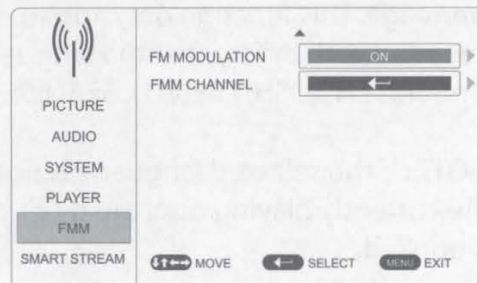 FM MODULATION ON
FMM CHANNEL
PICTURE
AUDIO
SYSTEM
PLAYER
FMM
SMART STREAM
MOVE SELECT MENU EXIT